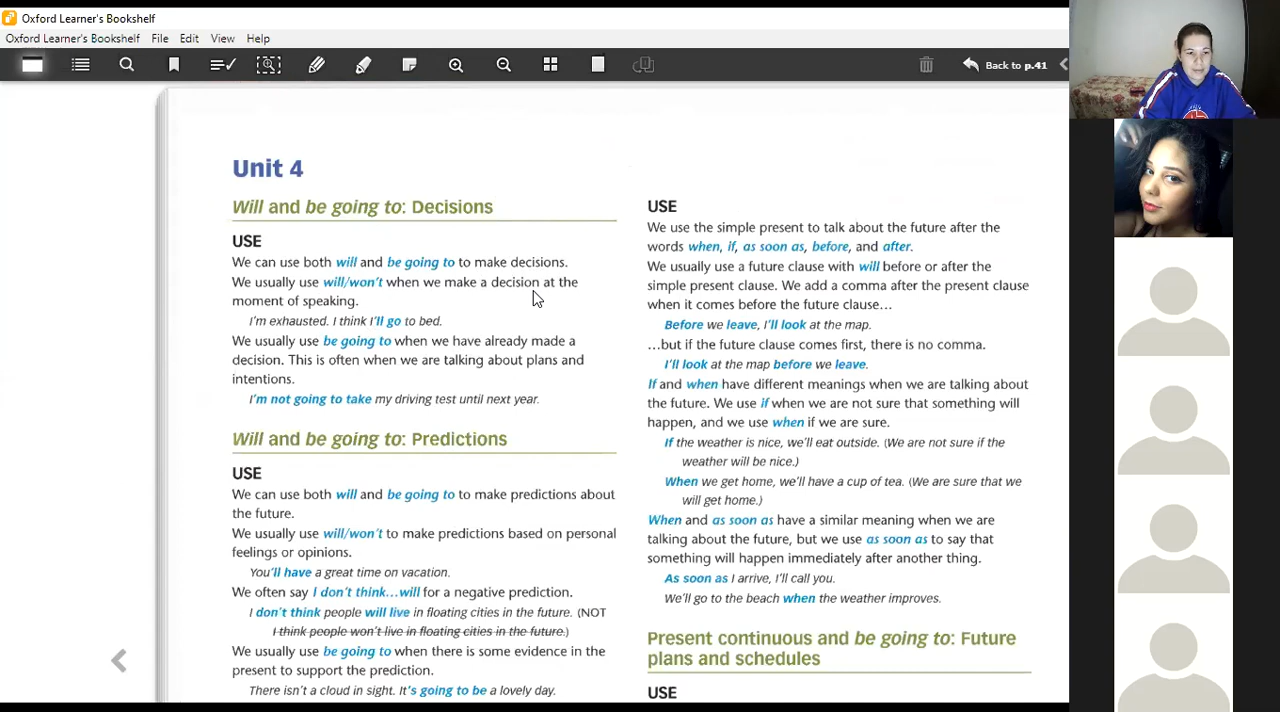 Oxford Learner's Bookshelf
Oxford Learner's Bookshelf File Edit View Help
Back to p.41
Unit 4
Will and be going to: Decisions
USE
We can use both will and be going to to make decisions.
We usually use will/won't when we make a decision at the
moment of speaking.
I'm exhausted. I think I'll go to bed.
We usually use be going to when we have already made a
decision. This is often when we are talking about plans and
intentions.
I'm not going to take my driving test until next year.
Will and be going to: Predictions
USE
We can use both will and be going to to make predictions about
the future.
We usually use will/won't to make predictions based on personal
feelings or opinions.
You'll have a great time on vacation.
We often say I don't think...will for a negative prediction.
I don't think people will live in floating cities in the future. (NOT
I think people won't live in floating cities in the future.)
We usually use be going to when there is some evidence in the
present to support the prediction.
There isn't a cloud in sight. It's going to be a lovely day.
USE
We use the simple present to talk about the future after the
words when, if, as soon as, before, and after.
We usually use a future clause with will before or after the
simple present clause. We add a comma after the present clause
when it comes before the future clause...
Before we leave, I'll look at the map.
...but if the future clause comes first, there is no comma.
I'll look at the map before we leave.
If and when have different meanings when we are talking about
the future. We use if when we are not sure that something will
happen, and we use when if we are sure.
If the weather is nice, we'll eat outside. (We are not sure if the
weather will be nice.)
When we get home, we'll have a cup of tea. (We are sure that we
will get home.)
When and as soon as have a similar meaning when we are
talking about the future, but we use as soon as to say that
something will happen immediately after another thing.
As soon as I arrive, I'll call you.
We'll go to the beach when the weather improves.
Present continuous and be going to: Future
plans and schedules
USE